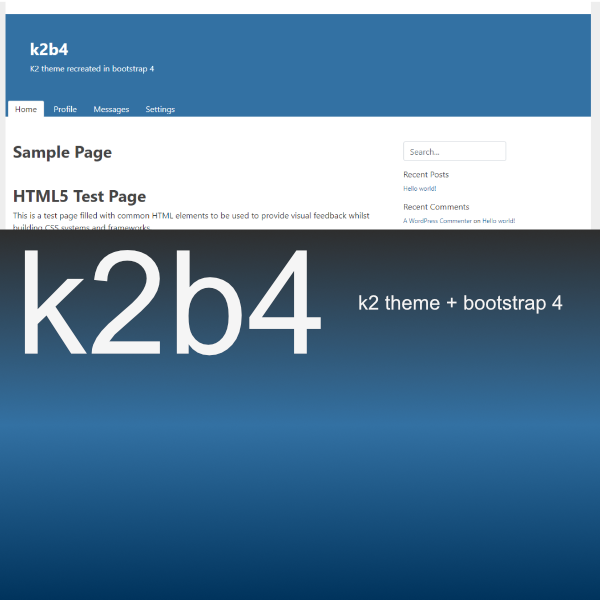 k2b4
K2 theme recreated in bootstrap 4
Home Profile Messages Settings
Sample Page
Search...
HTML5 Test Page
This is a test page filled with common HTML elements to be used to provide visual feedback whilst
building CSS systems and frameworks
Recent Posts
Hello world!
Recent Comments
A WordPress Commenter on Hello world!
k2b4
k2 theme + bootstrap 4